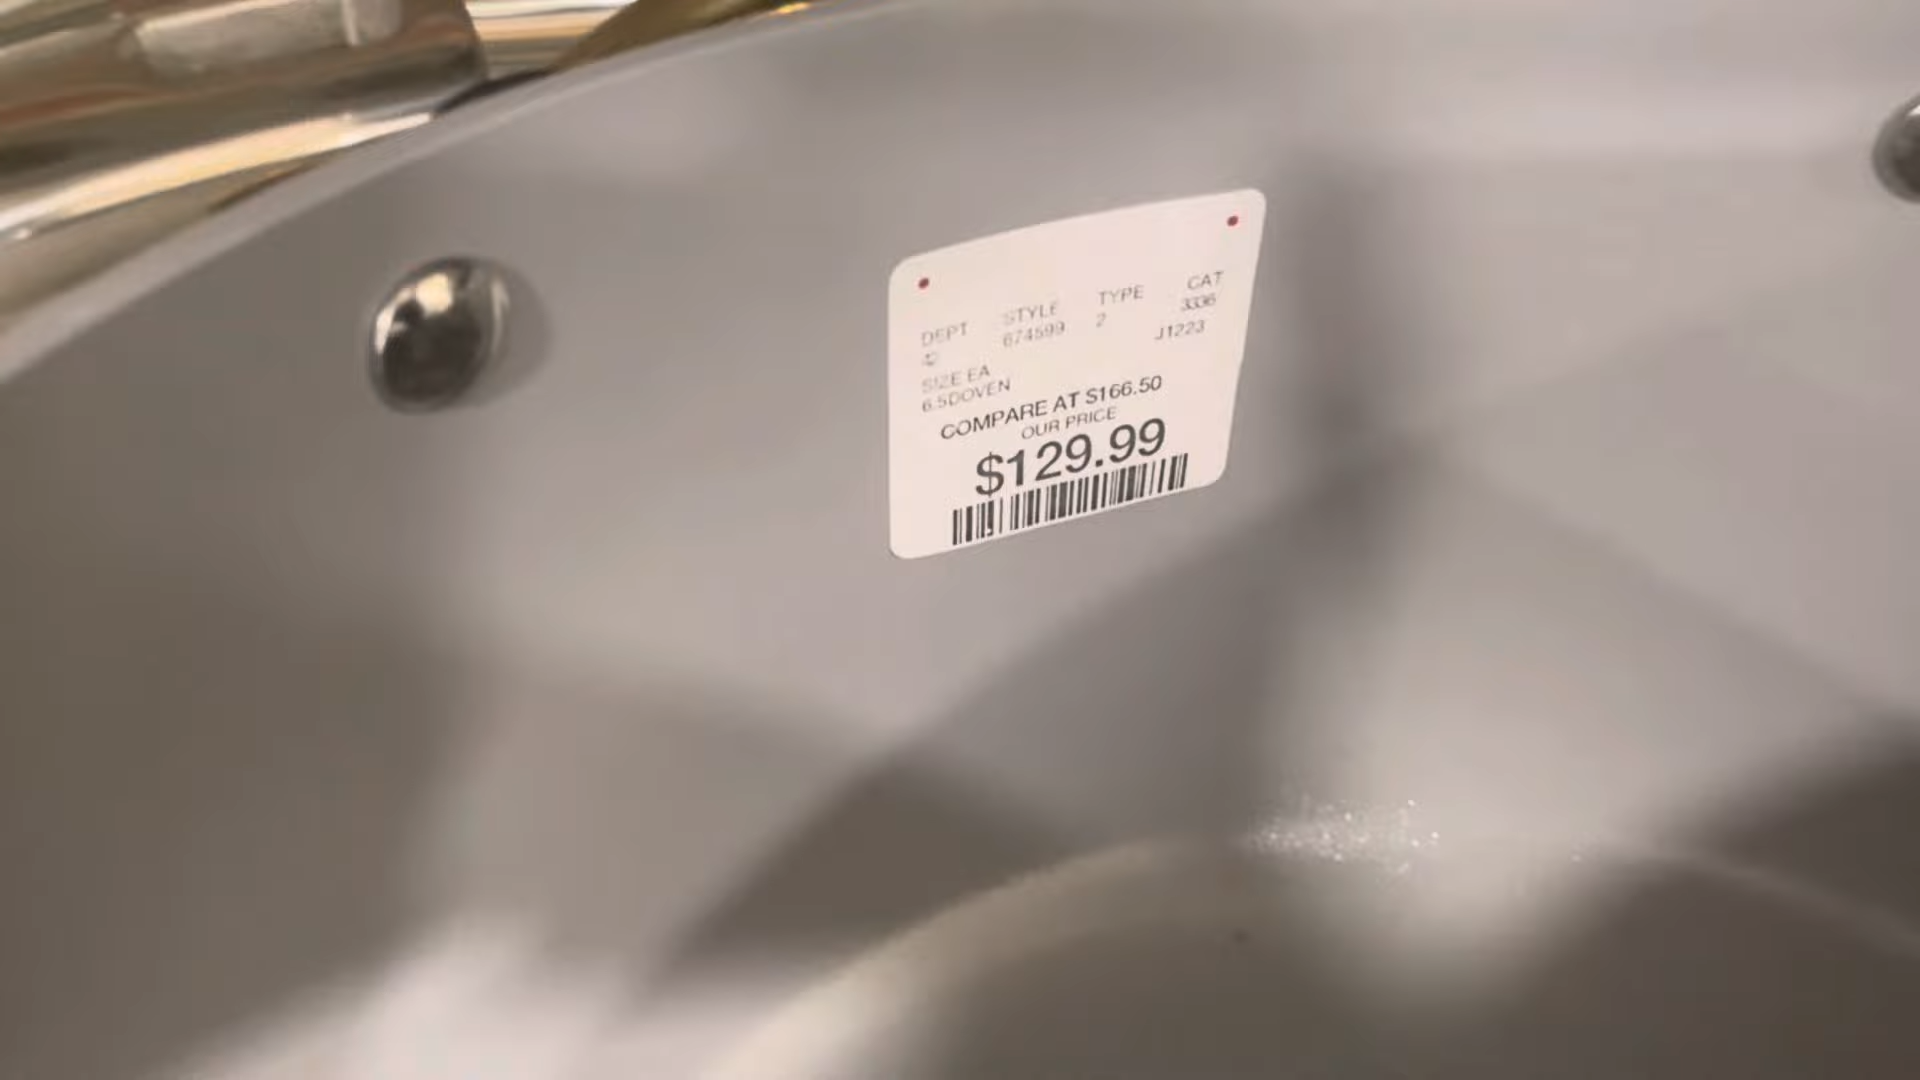 DEPT STYLE TYPE CAT
42 674599 2 3336
J1223
SIZE EA
6.5DOVEN
COMPARE AT $166.50
OUR PRICE
$129.99